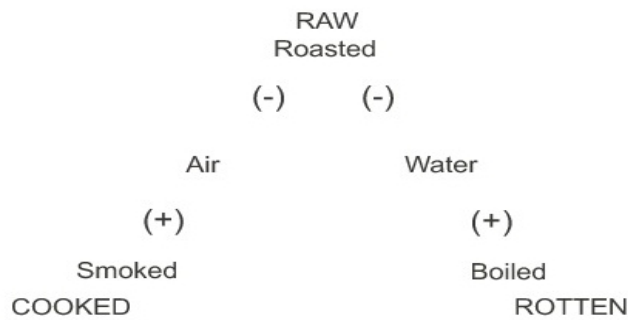 RAW
Roasted
(-) (-)
Air Water
(+) (+)
Smoked Boiled
COOKED ROTTEN